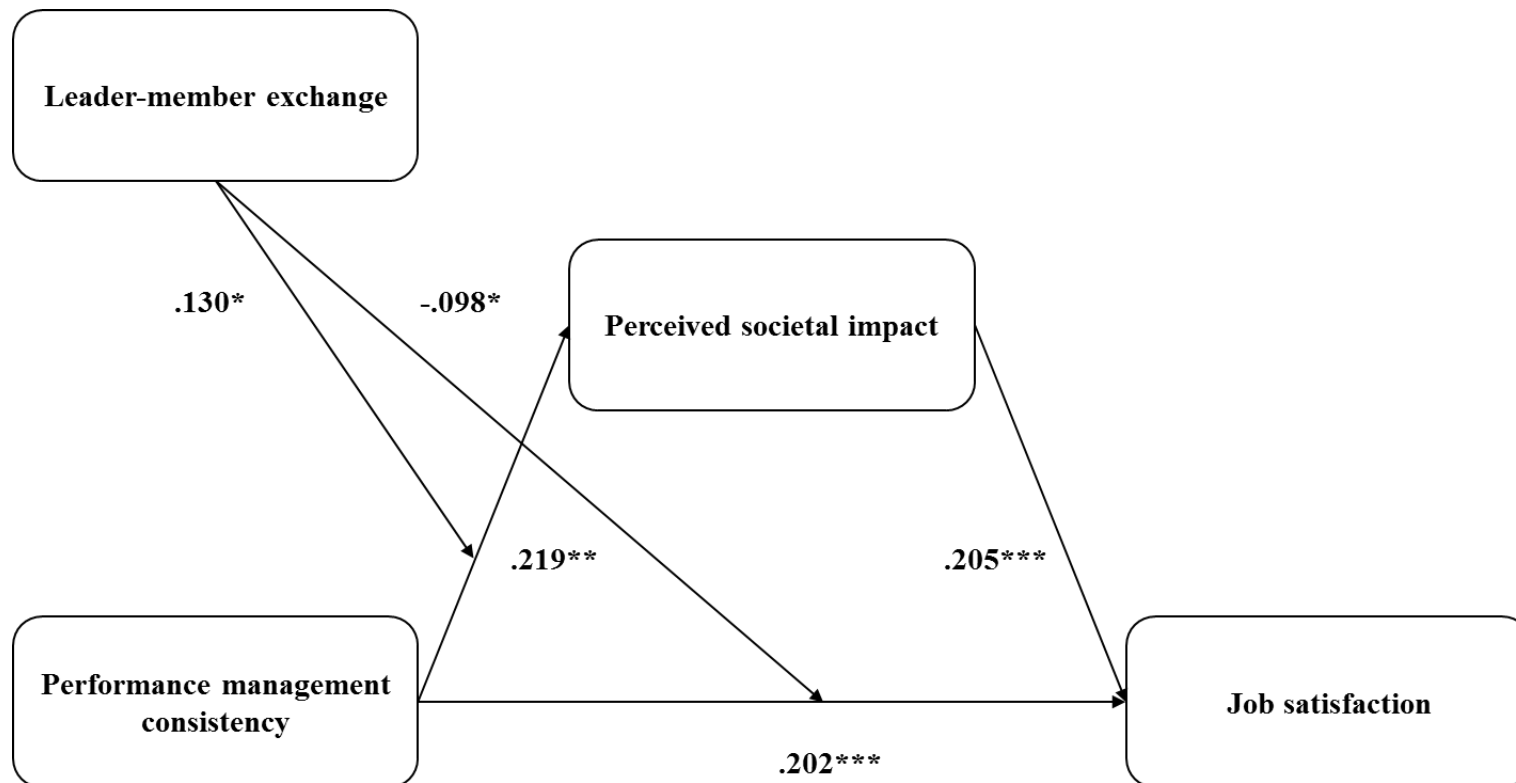 Leader-member exchange
.130*
-.098*
Perceived societal impact
.219**
.205***
Performance management
consistency
Job satisfaction
.202***